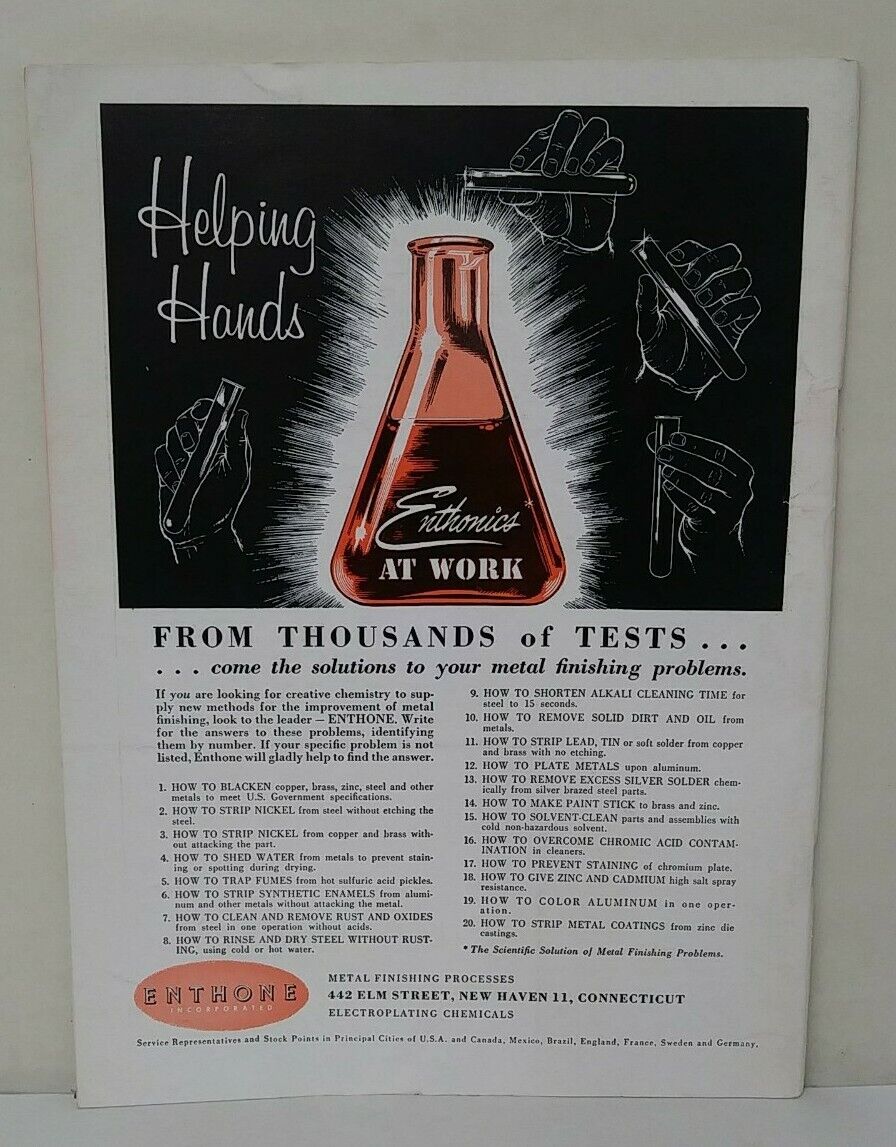 Helping
Hands
Enthonics*
AT WORK
FROM THOUSANDS of TESTS . . .
. . . come the solutions to your metal finishing problems.
If you are looking for creative chemistry to sup-
ply new methods for the improvement of metal
finishing, look to the leader — ENTHONE. Write
for the answers to these problems, identifying
them by number. If your specific problem is not
listed, Enthone will gladly help to find the answer.
1. HOW TO BLACKEN copper, brass, zinc, steel and other
metals to meet U.S. Government specifications.
2. HOW TO STRIP NICKEL from steel without etching the
steel.
3. HOW TO STRIP NICKEL from copper and brass with-
out attacking the part.
4. HOW TO SHED WATER from metals to prevent stain-
ing or spotting during drying.
5. HOW TO TRAP FUMES from hot sulfuric acid pickles.
6. HOW TO STRIP SYNTHETIC ENAMELS from alumi-
num and other metals without attacking the metal.
7. HOW TO CLEAN AND REMOVE RUST AND OXIDES
from steel in one operation without acids.
8. HOW TO RINSE AND DRY STEEL WITHOUT RUST-
ING, using cold or hot water.
9. HOW TO SHORTEN ALKALI CLEANING TIME for
steel to 15 seconds.
10. HOW TO REMOVE SOLID DIRT AND OIL from
metals.
11. HOW TO STRIP LEAD, TIN or soft solder from copper
and brass with no etching.
12. HOW TO PLATE METALS upon aluminum.
13. HOW TO REMOVE EXCESS SILVER SOLDER chem-
ically from silver brazed steel parts.
14. HOW TO MAKE PAINT STICK to brass and zinc.
15. HOW TO SOLVENT-CLEAN parts and assemblies with
cold non-hazardous solvent.
16. HOW TO OVERCOME CHROMIC ACID CONTAM-
INATION in cleaners.
17. HOW TO PREVENT STAINING of chromium plate.
18. HOW TO GIVE ZINC AND CADMIUM high salt spray
resistance.
19. HOW TO COLOR ALUMINUM in one oper-
ation.
20. HOW TO STRIP METAL COATINGS from zinc die
castings.
* The Scientific Solution of Metal Finishing Problems.
ENTHONE
INCORPORATED
METAL FINISHING PROCESSES
442 ELM STREET, NEW HAVEN 11, CONNECTICUT
ELECTROPLATING CHEMICALS
Service Representatives and Stock Points in Principal Cities of U.S.A. and Canada, Mexico, Brazil, England, France, Sweden and Germany.